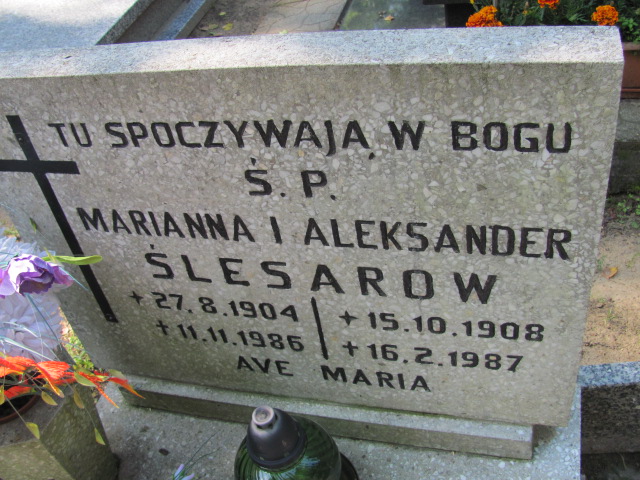 TU SPOCZYWAJĄ W BOGU
Ś. P.
MARIANNA I ALEKSANDER
ŚLESAROW
+27.8.1904 +15.10.1908
+11.11.1986 +16.2.1987
AVE MARIA